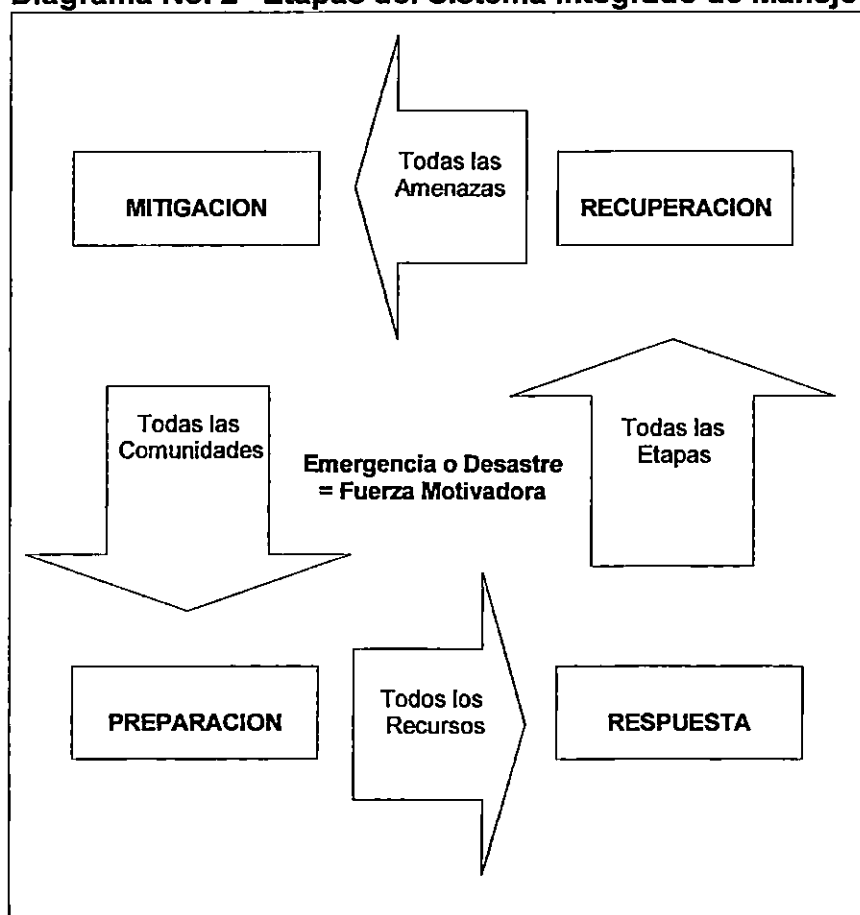 Diagrama No. 2 Etapas del Sistema Integrado de Manejo
Todas las
Amenazas
MITIGACION
RECUPERACION
Todas las
Comunidades
Emergencia o Desastre
= Fuerza Motivadora
Todas las
Etapas
PREPARACION
Todos los
Recursos
RESPUESTA